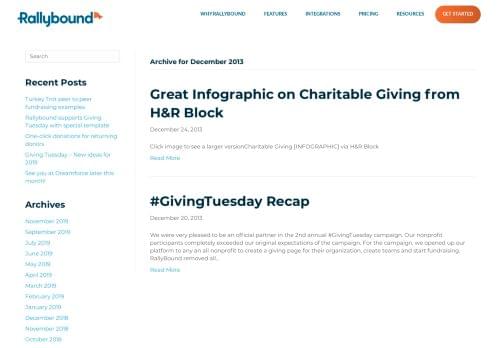 Rallybound
WHY RALLYBOUND
FEATURES
INTEGRATIONS
PRICING
RESOURCES
GET STARTED
Search
Recent Posts
Turkey Trot peer to peer
fundraising examples
Rallybound supports Giving
Tuesday with special template
One-click donations for returning
donors
Giving Tuesday – New ideas for
2019
See you at Dreamforce later this
month!
Archives
November 2019
September 2019
July 2019
June 2019
May 2019
April 2019
March 2019
February 2019
January 2019
December 2018
November 2018
October 2018
Archive for December 2013
Great Infographic on Charitable Giving from
H&R Block
December 24, 2013
Click image to see a larger versionCharitable Giving [INFOGRAPHIC] via H&R Block
Read More
#GivingTuesday Recap
December 20, 2013
We were very pleased to be an official partner in the 2nd annual #GivingTuesday campaign. Our nonprofit
participants completely exceeded our original expectations of the campaign. For the campaign, we opened up our
platform to any an all nonprofit to create a giving page for their organization, create teams and start fundraising.
RallyBound removed all...
Read More